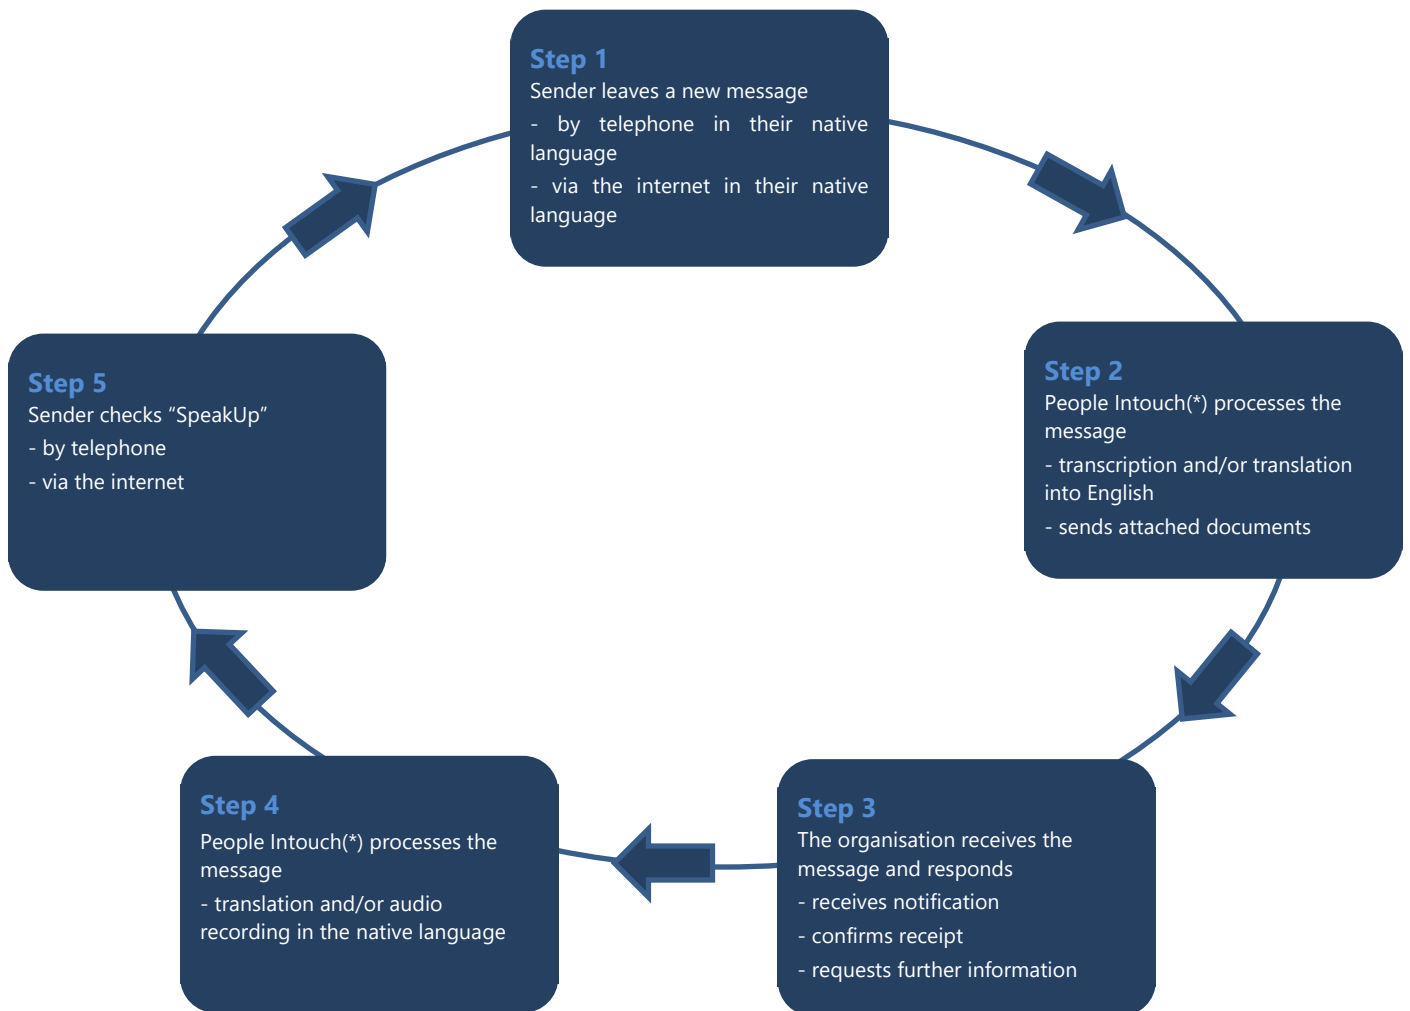 Step 1
Sender leaves a new message
- by telephone in their native
language
- via the internet in their native
language
Step 2
People Intouch(*) processes the
message
- transcription and/or translation
into English
- sends attached documents
Step 3
The organisation receives the
message and responds
- receives notification
- confirms receipt
- requests further information
Step 4
People Intouch(*) processes the
message
- translation and/or audio
recording in the native language
Step 5
Sender checks “SpeakUp”
- by telephone
- via the internet